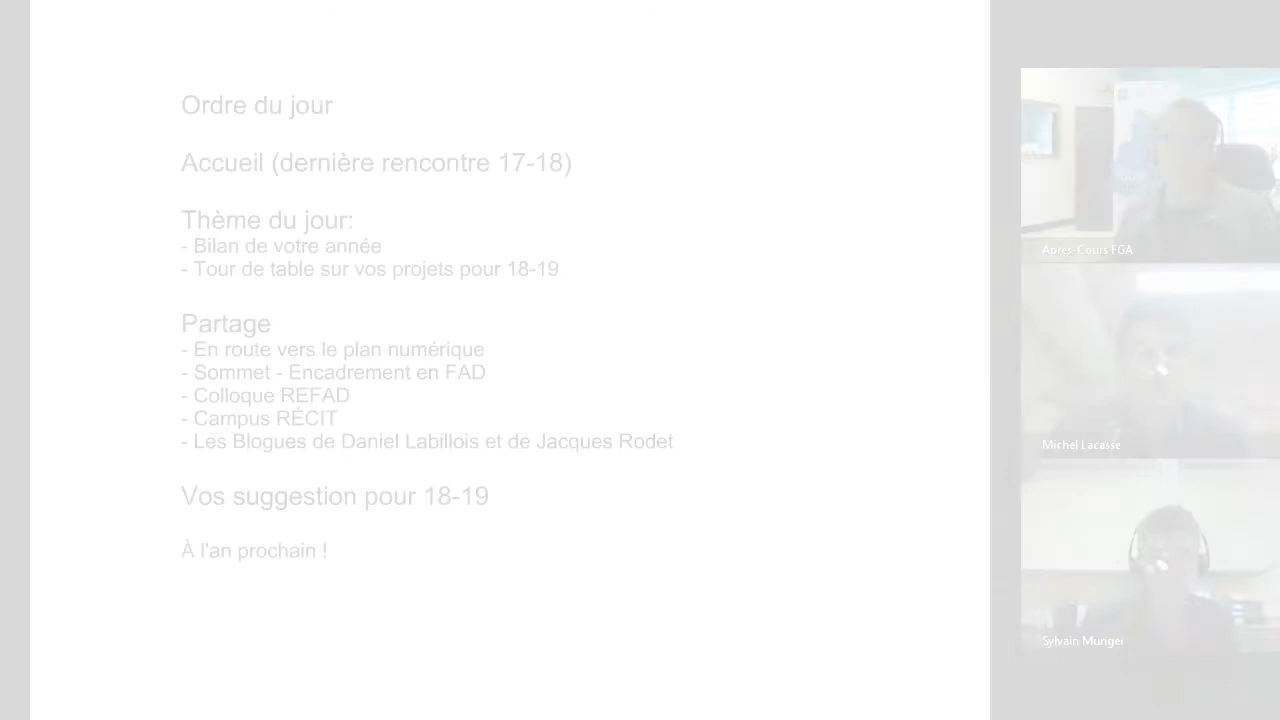 Ordre du jour
Accueil (dernière rencontre 17-18)
Thème du jour:
- Bilan de votre année
- Tour de table sur vos projets pour 18-19
Partage
- En route vers le plan numérique
- Sommet - Encadrement en FAD
- Colloque REFAD
- Campus RÉCIT
- Les Blogues de Daniel Labillois et de Jacques Rodet
Vos suggestion pour 18-19
À l'an prochain !
Après-Cours FGA
Michel Lacasse
Sylvain Munger